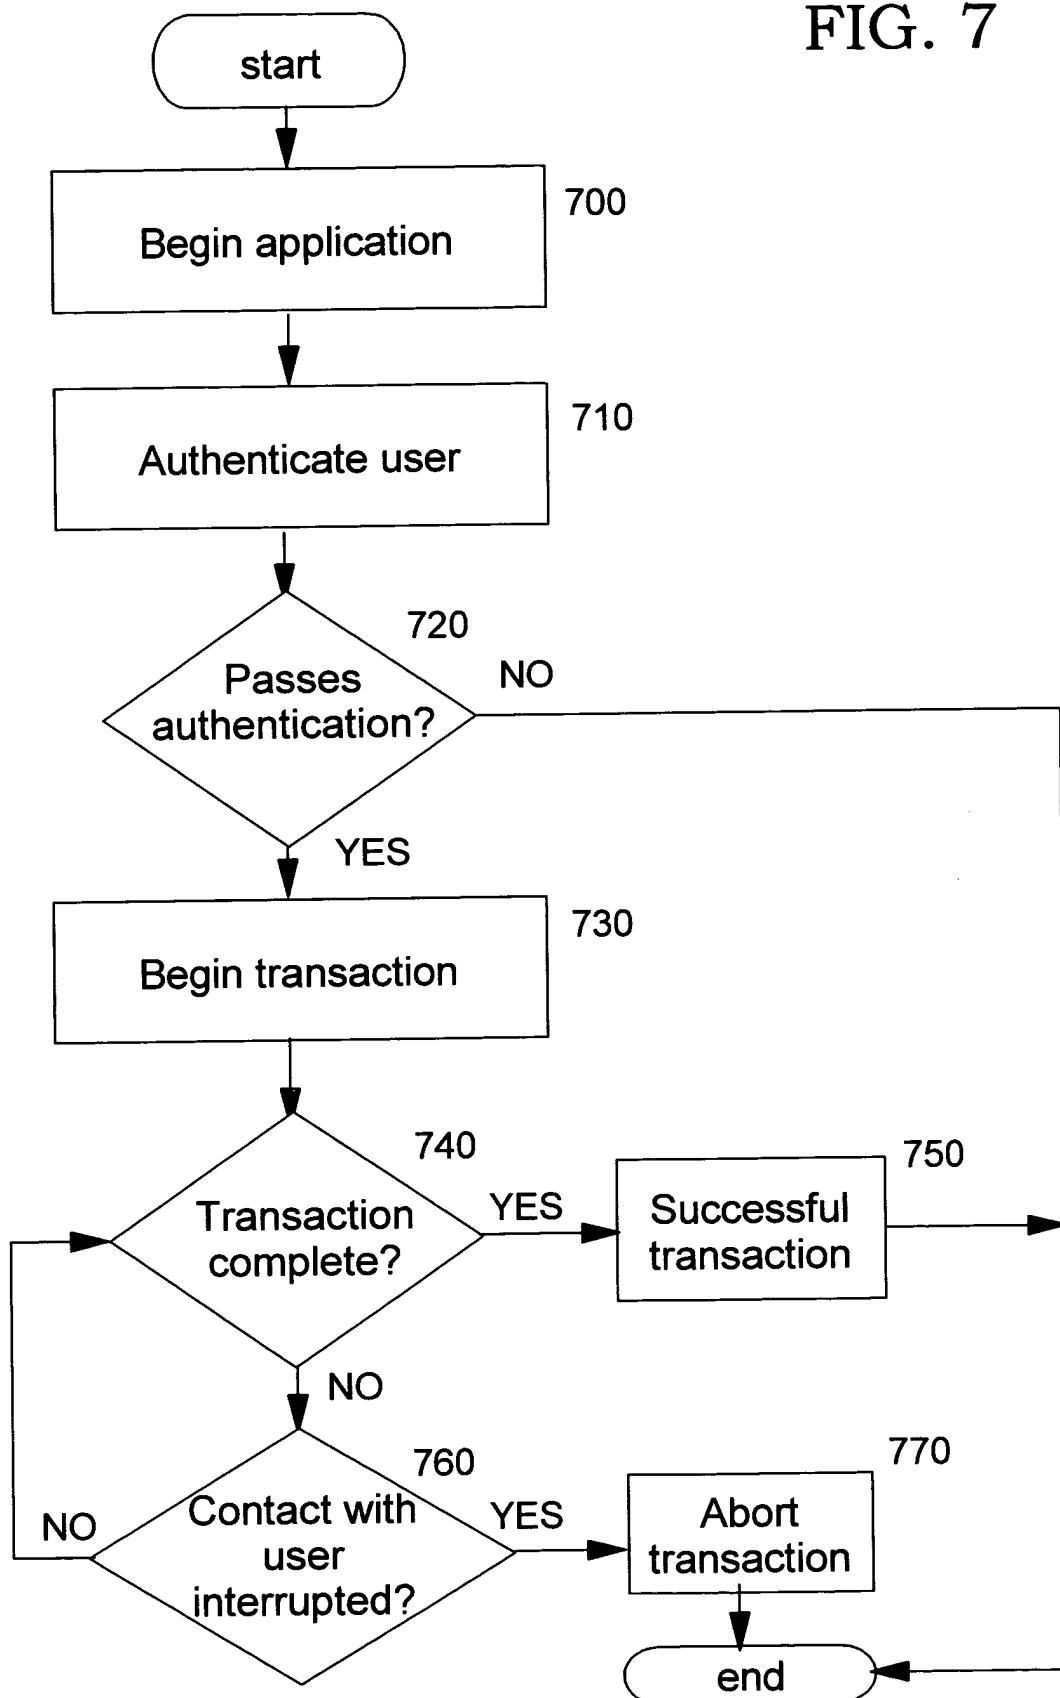 FIG. 7
start
700
Begin application
710
Authenticate user
720
Passes
authentication?
NO
YES
730
Begin transaction
740
Transaction
complete?
YES
750
Successful
transaction
NO
760
Contact with
user
interrupted?
NO
YES
770
Abort
transaction
end